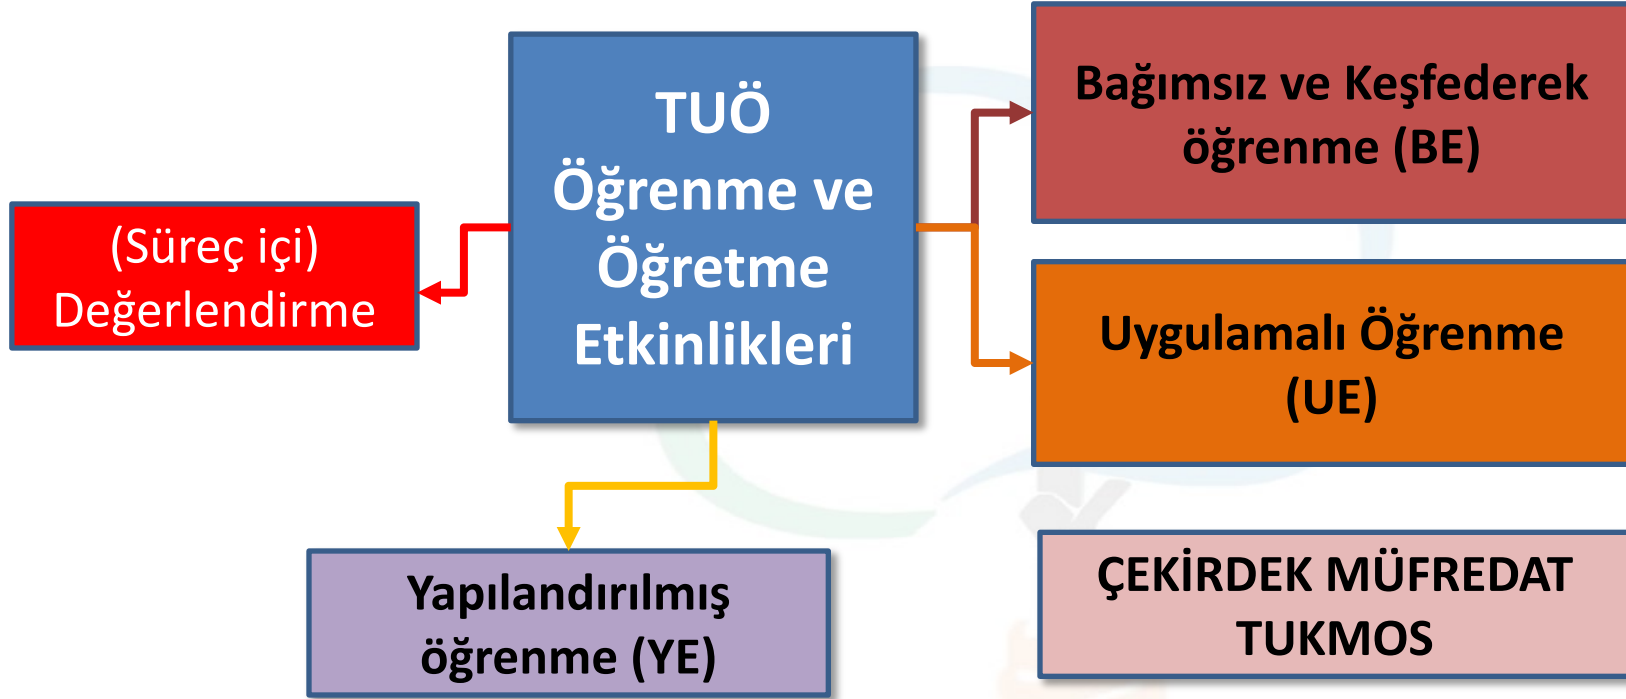 TUÖ
Öğrenme ve
Öğretme
Etkinlikleri
Bağımsız ve Keşfederek
öğrenme (BE)
(Süreç içi)
Değerlendirme
Uygulamalı Öğrenme
(UE)
Yapılandırılmış
öğrenme (YE)
ÇEKİRDEK MÜFREDAT
TUKMOS